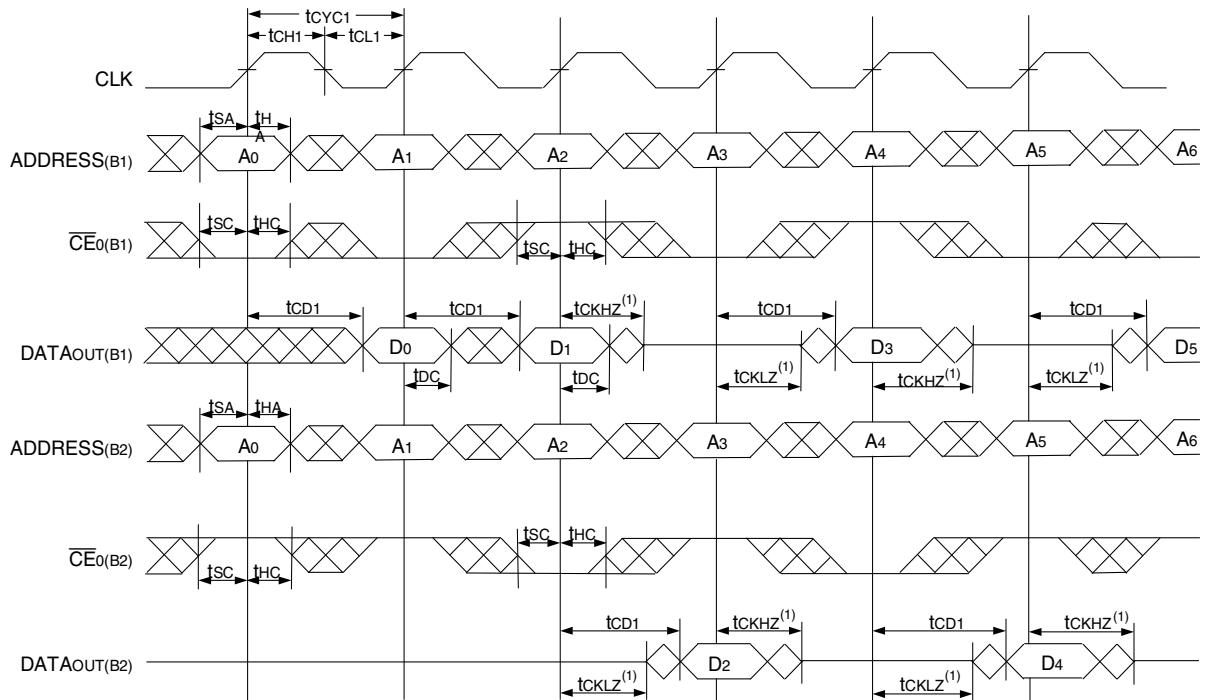 tCYC1
tCH1 tCL1
CLK
tSA tH
A
ADDRESS(B1) A0 A1 A2 A3 A4 A5 A6
tSC tHC
CE0(B1) tSC tHC
tCD1 tCD1 tCKHZ(1) tCD1 tCD1
DATAOUT(B1) D0 D1 D3 D5
tDC tDC tCKLZ(1) tCKHZ(1) tCKLZ(1)
tSA tHA
ADDRESS(B2) A0 A1 A2 A3 A4 A5 A6
tSC tHC
CE0(B2)
tSC tHC
tCD1 tCKHZ(1) tCD1 tCKHZ(1)
DATAOUT(B2) D2 D4
tCKLZ(1) tCKLZ(1)